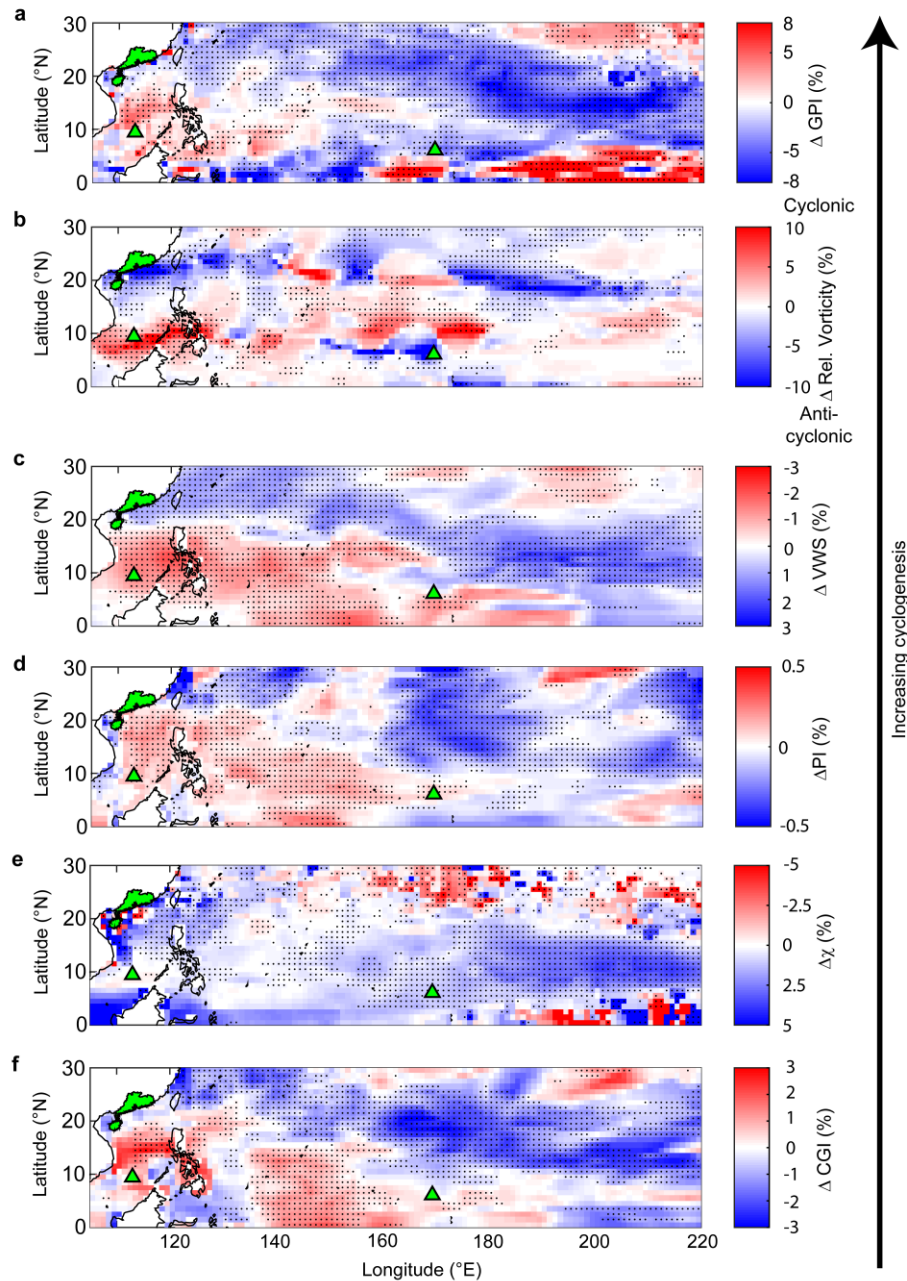 a
30
20
10
0
Latitude (°N)
8
5
0
-5
-8
Δ GPI (%)
Cyclonic
b
30
20
10
0
Latitude (°N)
10
5
0
-5
-10
Δ Rel. Vorticity (%)
Anti-
cyclonic
c
30
20
10
0
Latitude (°N)
-3
-2
-1
0
1
2
3
Δ VWS (%)
d
30
20
10
0
Latitude (°N)
0.5
0
-0.5
ΔPI (%)
e
30
20
10
0
Latitude (°N)
-5
-2.5
0
2.5
5
Δχ (%)
f
30
20
10
0
Latitude (°N)
3
2
1
0
-1
-2
-3
Δ CGI (%)
120 140 160 180 200 220
Longitude (°E)
Increasing cyclogenesis